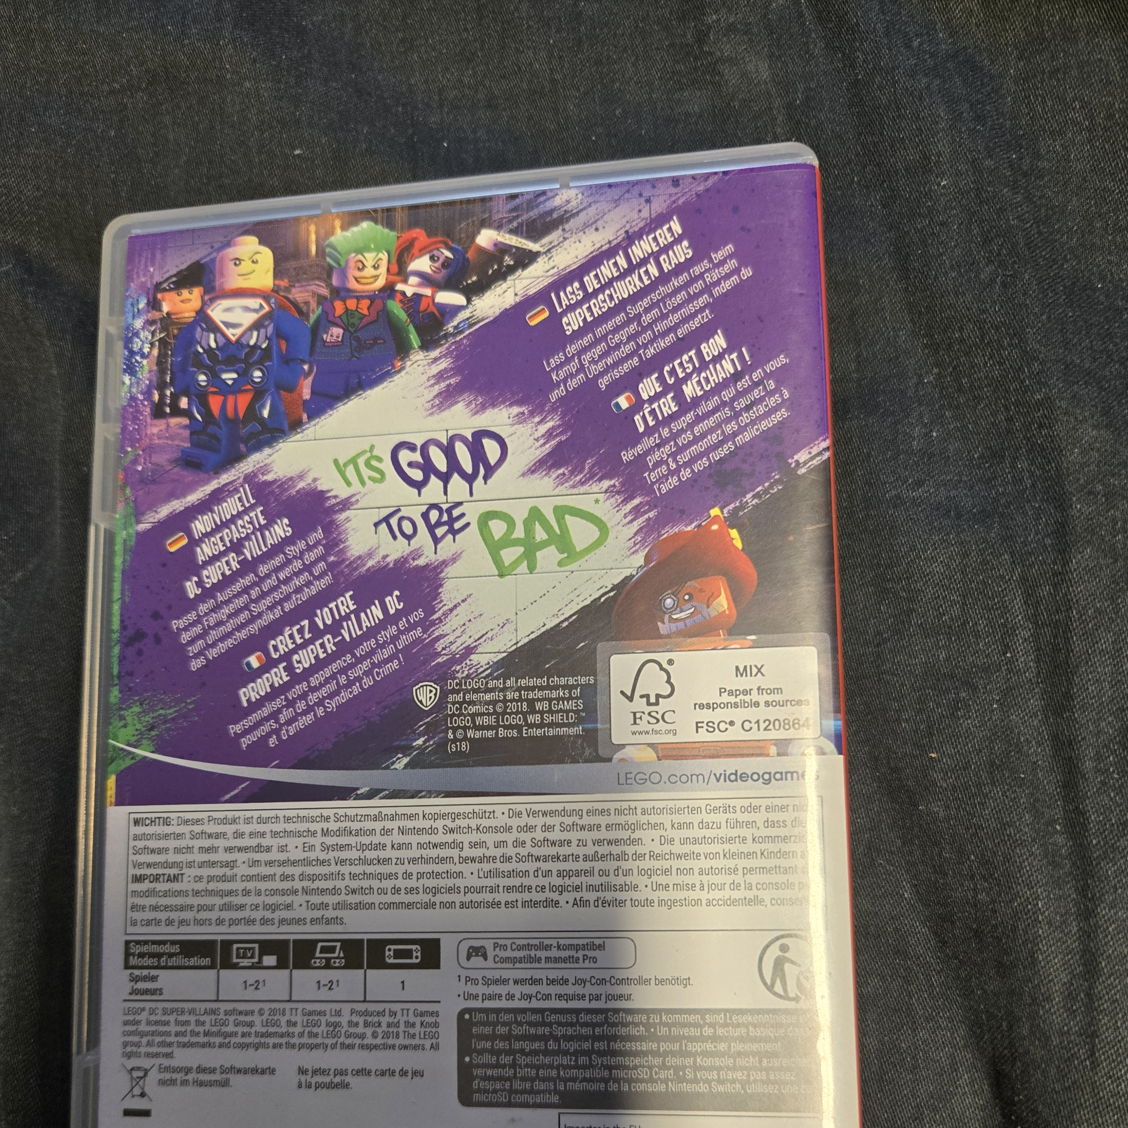 LASS DEINEN INNEREN
SUPERSCHURKEN RAUS
Lass deinen inneren Superschurken raus, beim
Kampf gegen Gegner, dem Lösen von Rätseln
und dem Überwinden von Hindernissen, indem du
gerissene Taktiken einsetzt.
QUE C'EST BON
D'ÊTRE MÉCHANT !
Réveillez le super-vilain qui est en vous,
piégez vos ennemis, sauvez la
Terre & surmontez les obstacles à
l'aide de vos ruses malicieuses.
IT'S GOOD
TO BE BAD*
INDIVIDUELL
ANGEPASSTE
DC SUPER-VILLAINS
Passe dein Aussehen, deinen Style und
deine Fähigkeiten an und werde dann
zum ultimativen Superschurken, um
das Verbrechersyndikat aufzuhalten!
CRÉEZ VOTRE
PROPRE SUPER-VILAIN DC
Personnalisez votre apparence, votre style et vos
pouvoirs, afin de devenir le super-vilain ultime
et d'arrêter le Syndicat du Crime !
WB
DC LOGO and all related characters
and elements are trademarks of
DC Comics © 2018. WB GAMES
LOGO, WBIE LOGO, WB SHIELD: ™
& © Warner Bros. Entertainment.
(s18)
FSC
www.fsc.org
MIX
Paper from
responsible sources
FSC® C120864
LEGO.com/videogames
WICHTIG: Dieses Produkt ist durch technische Schutzmaßnahmen kopiergeschützt. • Die Verwendung eines nicht autorisierten Geräts oder einer
autorisierten Software, die eine technische Modifikation der Nintendo Switch-Konsole oder der Software ermöglichen, kann dazu führen, dass
Software nicht mehr verwendbar ist. • Ein System-Update kann notwendig sein, um die Software zu verwenden. • Die unautorisierte
Verwendung ist untersagt. • Um versehentliches Verschlucken zu verhindern, bewahre die Softwarekarte außerhalb der Reichweite von kleinen Kindern
IMPORTANT : ce produit contient des dispositifs techniques de protection. • L'utilisation d'un appareil ou d'un logiciel non autorisé permettant
modifications techniques de la console Nintendo Switch ou de ses logiciels pourrait rendre ce logiciel inutilisable. • Une mise à jour de la console
être nécessaire pour utiliser ce logiciel. • Toute utilisation commerciale non autorisée est interdite. • Afin d'éviter toute ingestion accidentelle,
la carte de jeu hors de portée des jeunes enfants.
Spielmodus
Modes d'utilisation
TV
Spieler
Joueurs
1-2¹ 1-2¹ 1
Pro Controller-kompatibel
Compatible manette Pro
¹ Pro Spieler werden beide Joy-Con-Controller benötigt.
• Une paire de Joy-Con requise par joueur.
LEGO® DC SUPER-VILLAINS software © 2018 TT Games Ltd. Produced by TT Games
under license from the LEGO Group. LEGO, the LEGO logo, the Brick and the Knob
configurations and the Minifigure are trademarks of the LEGO Group. © 2018 The LEGO
group. All other trademarks and copyrights are the property of their respective owners. All
rights reserved.
Entsorge diese Softwarekarte
nicht im Hausmüll.
Ne jetez pas cette carte de jeu
à la poubelle.
• Um in den vollen Genuss dieser Software zu kommen, sind Lesekenntnisse
einer der Software-Sprachen erforderlich. • Un niveau de lecture basique
l'une des langues du logiciel est nécessaire pour l'apprécier pleinement.
• Sollte der Speicherplatz im Systemspeicher deiner Konsole nicht
verwende bitte eine kompatible microSD Card. • Si vous n'avez pas assez
d'espace libre dans la mémoire de la console Nintendo Switch, utilisez une
microSD compatible.